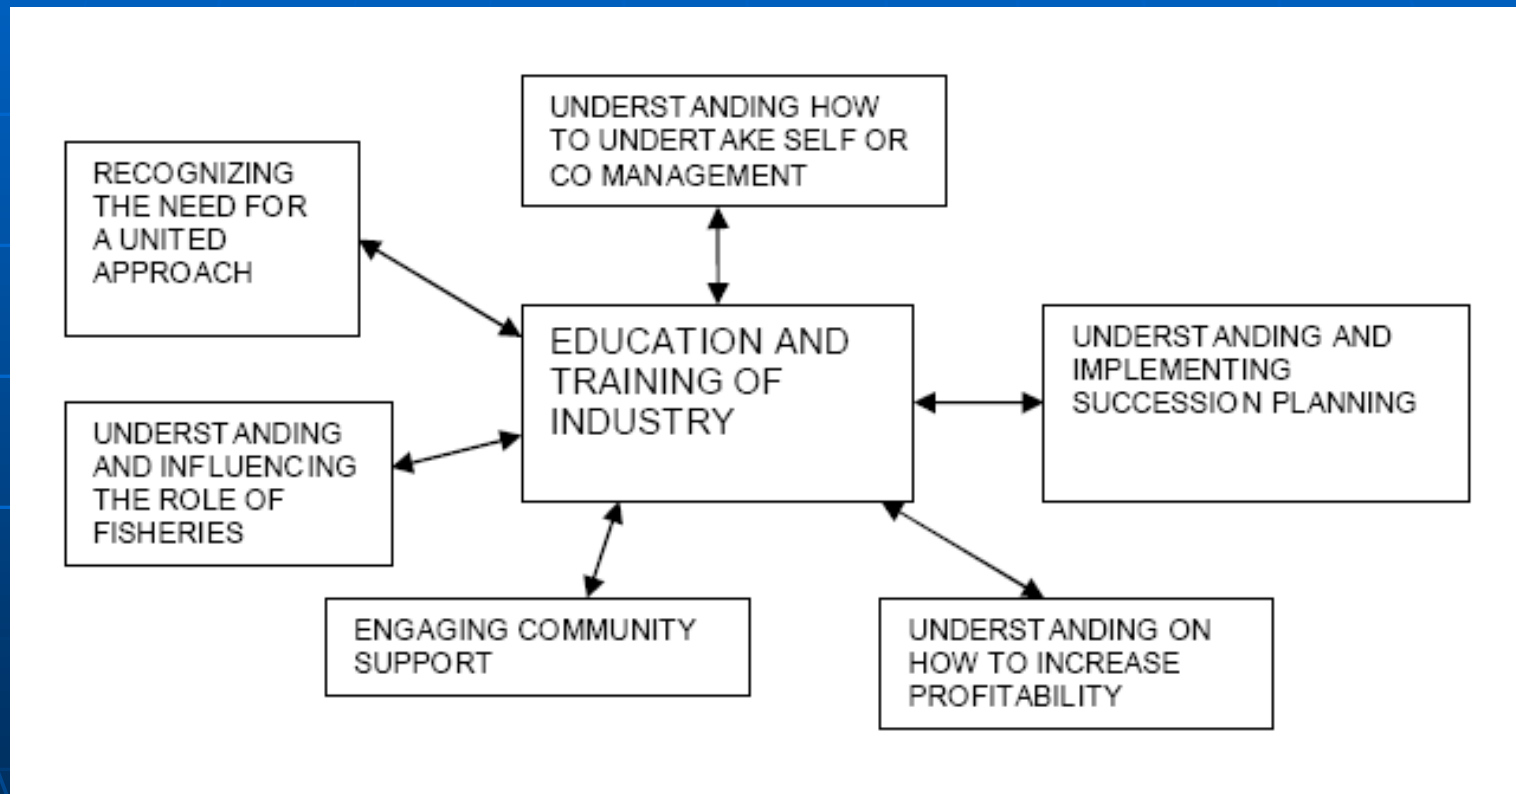 UNDERSTANDING HOW
TO UNDERTAKE SELF OR
CO MANAGEMENT
RECOGNIZING
THE NEED FOR
A UNITED
APPROACH
EDUCATION AND
TRAINING OF
INDUSTRY
UNDERSTANDING AND
IMPLEMENTING
SUCCESSION PLANNING
UNDERSTANDING
AND INFLUENCING
THE ROLE OF
FISHERIES
ENGAGING COMMUNITY
SUPPORT
UNDERSTANDING ON
HOW TO INCREASE
PROFITABILITY